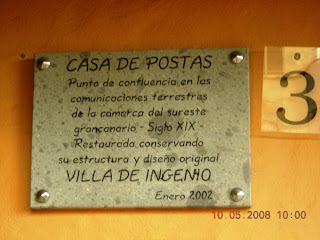 CASA DE POSTAS
Punto de confluencia en las
comunicaciones terrestres
de la cámarca del sureste
grancanario - Siglo XIX -
Restaurada conservando
su estructura y diseño original
VILLA DE INGENIO
Enero 2002
3
10.05.2008 10:00